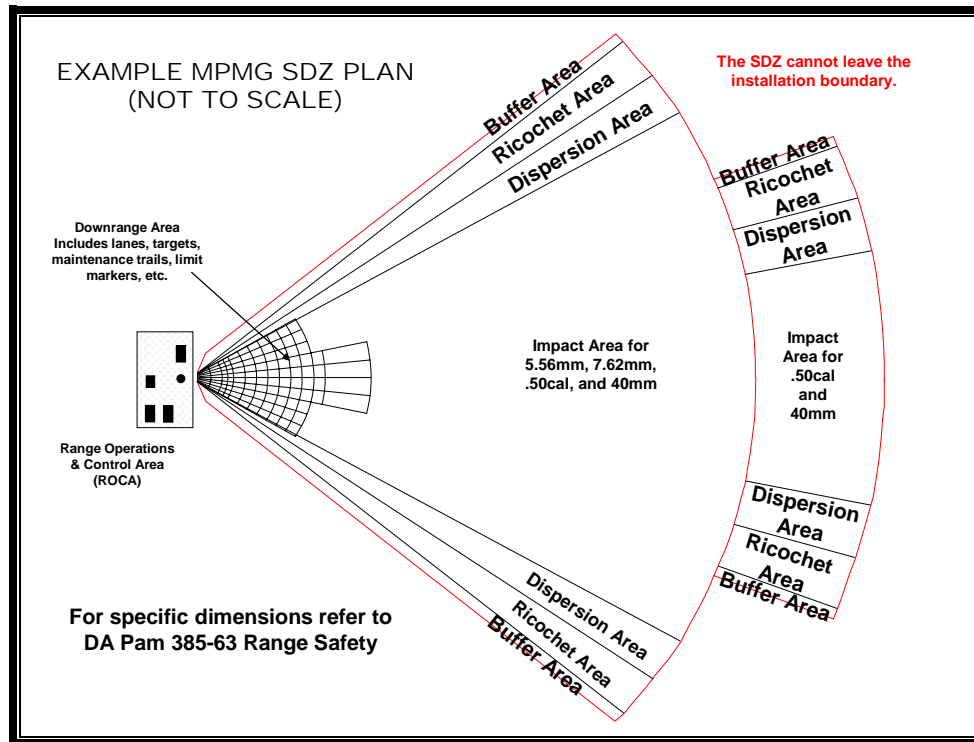 EXAMPLE MPMG SDZ PLAN
(NOT TO SCALE)
The SDZ cannot leave the
installation boundary.
Buffer Area
Ricochet Area
Dispersion Area
Buffer Area
Ricochet
Area
Dispersion
Area
Downrange Area
Includes lanes, targets,
maintenance trails, limit
markers, etc.
Impact Area for
5.56mm, 7.62mm,
.50cal, and 40mm
Impact
Area for
.50cal
and
40mm
Range Operations
& Control Area
(ROCA)
Dispersion
Area
Ricochet
Area
Buffer Area
Dispersion Area
Ricochet Area
Buffer Area
For specific dimensions refer to
DA Pam 385-63 Range Safety